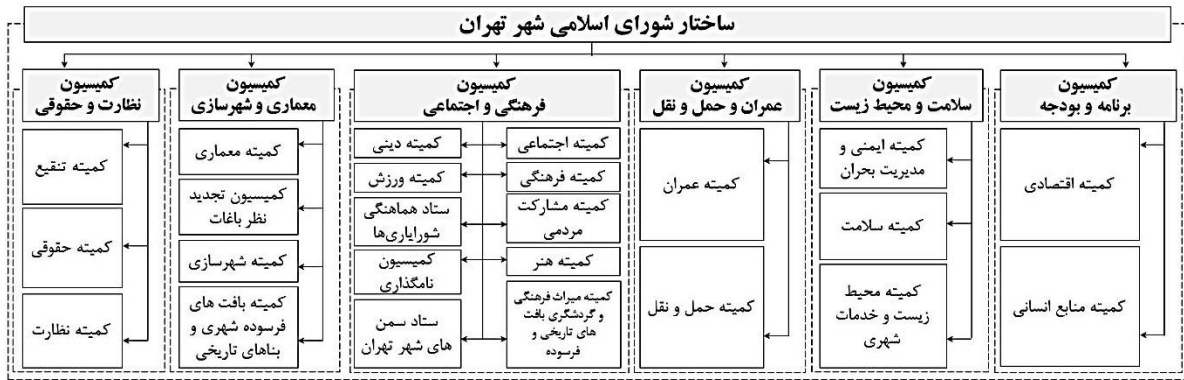 ساختار شورای اسلامی شهر تهران
کمیسیون
برنامه و بودجه
کمیته اقتصادی
کمیته منابع انسانی
کمیسیون
سلامت و محیط زیست
کمیته ایمنی و
مدیریت بحران
کمیته سلامت
کمیته محیط
زیست و خدمات
شهری
کمیسیون
عمران و حمل و نقل
کمیته عمران
کمیته حمل و نقل
کمیسیون
فرهنگی و اجتماعی
کمیته اجتماعی
کمیته فرهنگی
کمیته مشارکت
مردمی
کمیته هنر
کمیته میراث فرهنگی
و گردشگری بافت
های تاریخی و
فرسوده
کمیته دینی
کمیته ورزش
ستاد هماهنگی
شورایاری‌ها
کمیسیون
نامگذاری
ستاد سمن
های شهر تهران
کمیسیون
معماری و شهرسازی
کمیته معماری
کمیسیون تجدید
نظر باغات
کمیته شهرسازی
کمیته بافت های
فرسوده شهری و
بناهای تاریخی
کمیسیون
نظارت و حقوقی
کمیته تنقیع
کمیته حقوقی
کمیته نظارت